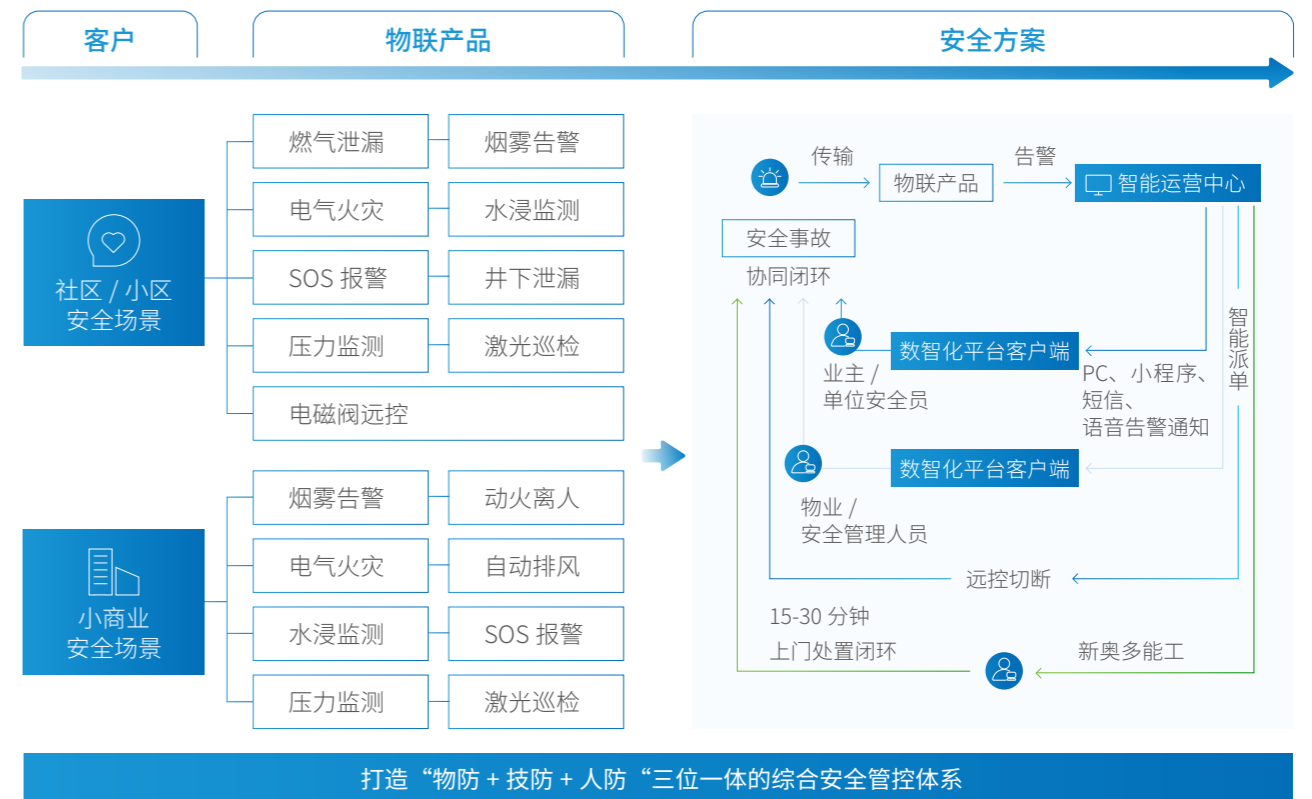 客户
物联产品
安全方案
社区 / 小区
安全场景
燃气泄漏
烟雾告警
电气火灾
水浸监测
SOS 报警
井下泄漏
压力监测
激光巡检
电磁阀远控
小商业
安全场景
烟雾告警
动火离人
电气火灾
自动排风
水浸监测
SOS 报警
压力监测
激光巡检
传输
物联产品
告警
智能运营中心
安全事故
协同闭环
业主 /
单位安全员
数智化平台客户端
PC、小程序、
短信、
语音告警通知
智能派单
物业 /
安全管理人员
数智化平台客户端
远控切断
15-30 分钟
上门处置闭环
新奥多能工
打造“物防 + 技防 + 人防“三位一体的综合安全管控体系